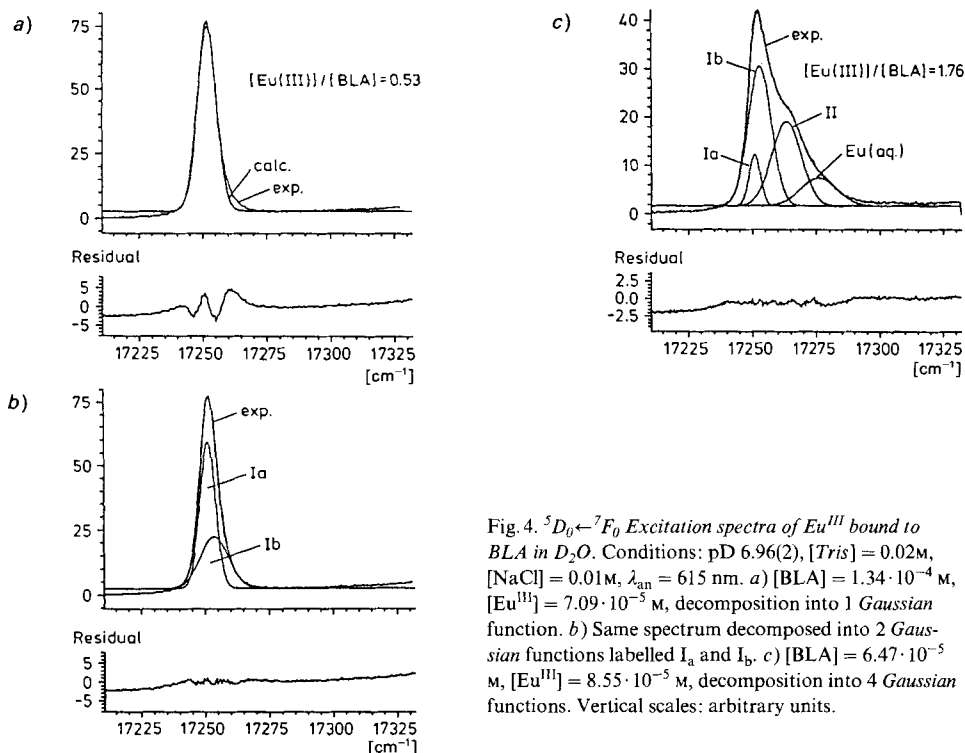 a)
75
50
25
0
[Eu(III)]/[BLA]=0.53
calc.
exp.
Residual
5
0
-5
17225 17250 17275 17300 17325
[cm⁻¹]
b)
75
50
25
0
exp.
Ia
Ib
Residual
5
0
-5
17225 17250 17275 17300 17325
[cm⁻¹]
c)
40
30
20
10
0
exp.
Ib
[Eu(III)]/[BLA]=1.76
II
Ia
Eu(aq.)
Residual
2.5
0.0
-2.5
17225 17250 17275 17300 17325
[cm⁻¹]
Fig. 4. ⁵D₀←⁷F₀ Excitation spectra of Euᴵᴵᴵ bound to
BLA in D₂O. Conditions: pD 6.96(2), [Tris] = 0.02M,
[NaCl] = 0.01M, λₐₙ = 615 nm. a) [BLA] = 1.34·10⁻⁴ M,
[Euᴵᴵᴵ] = 7.09·10⁻⁵ M, decomposition into 1 Gaussian
function. b) Same spectrum decomposed into 2 Gaus-
sian functions labelled Iₐ and I_b. c) [BLA] = 6.47·10⁻⁵
M, [Euᴵᴵᴵ] = 8.55·10⁻⁵ M, decomposition into 4 Gaussian
functions. Vertical scales: arbitrary units.